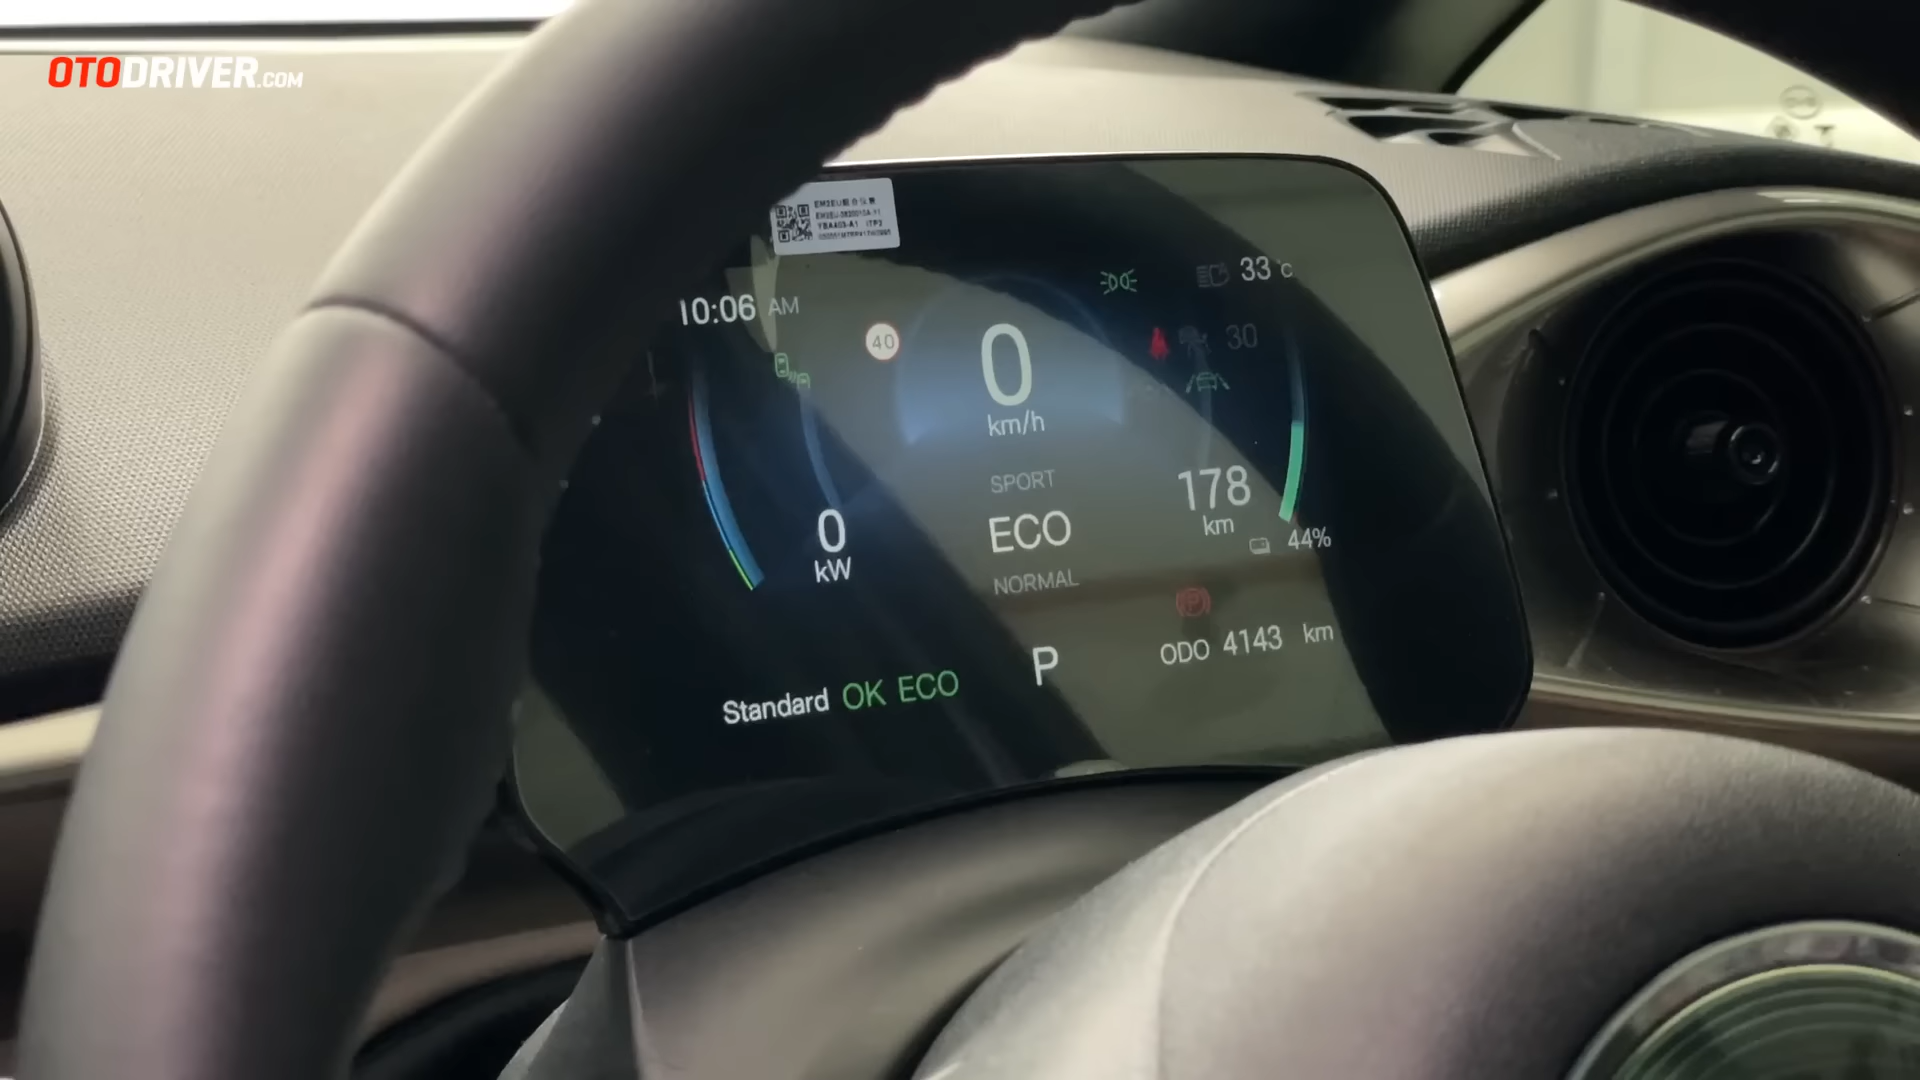 OTODRIVER.COM
10:06 AM
33°C
40
30
0
km/h
SPORT
ECO
NORMAL
0
kW
178
km
44%
P
ODO 4143 km
Standard OK ECO
P